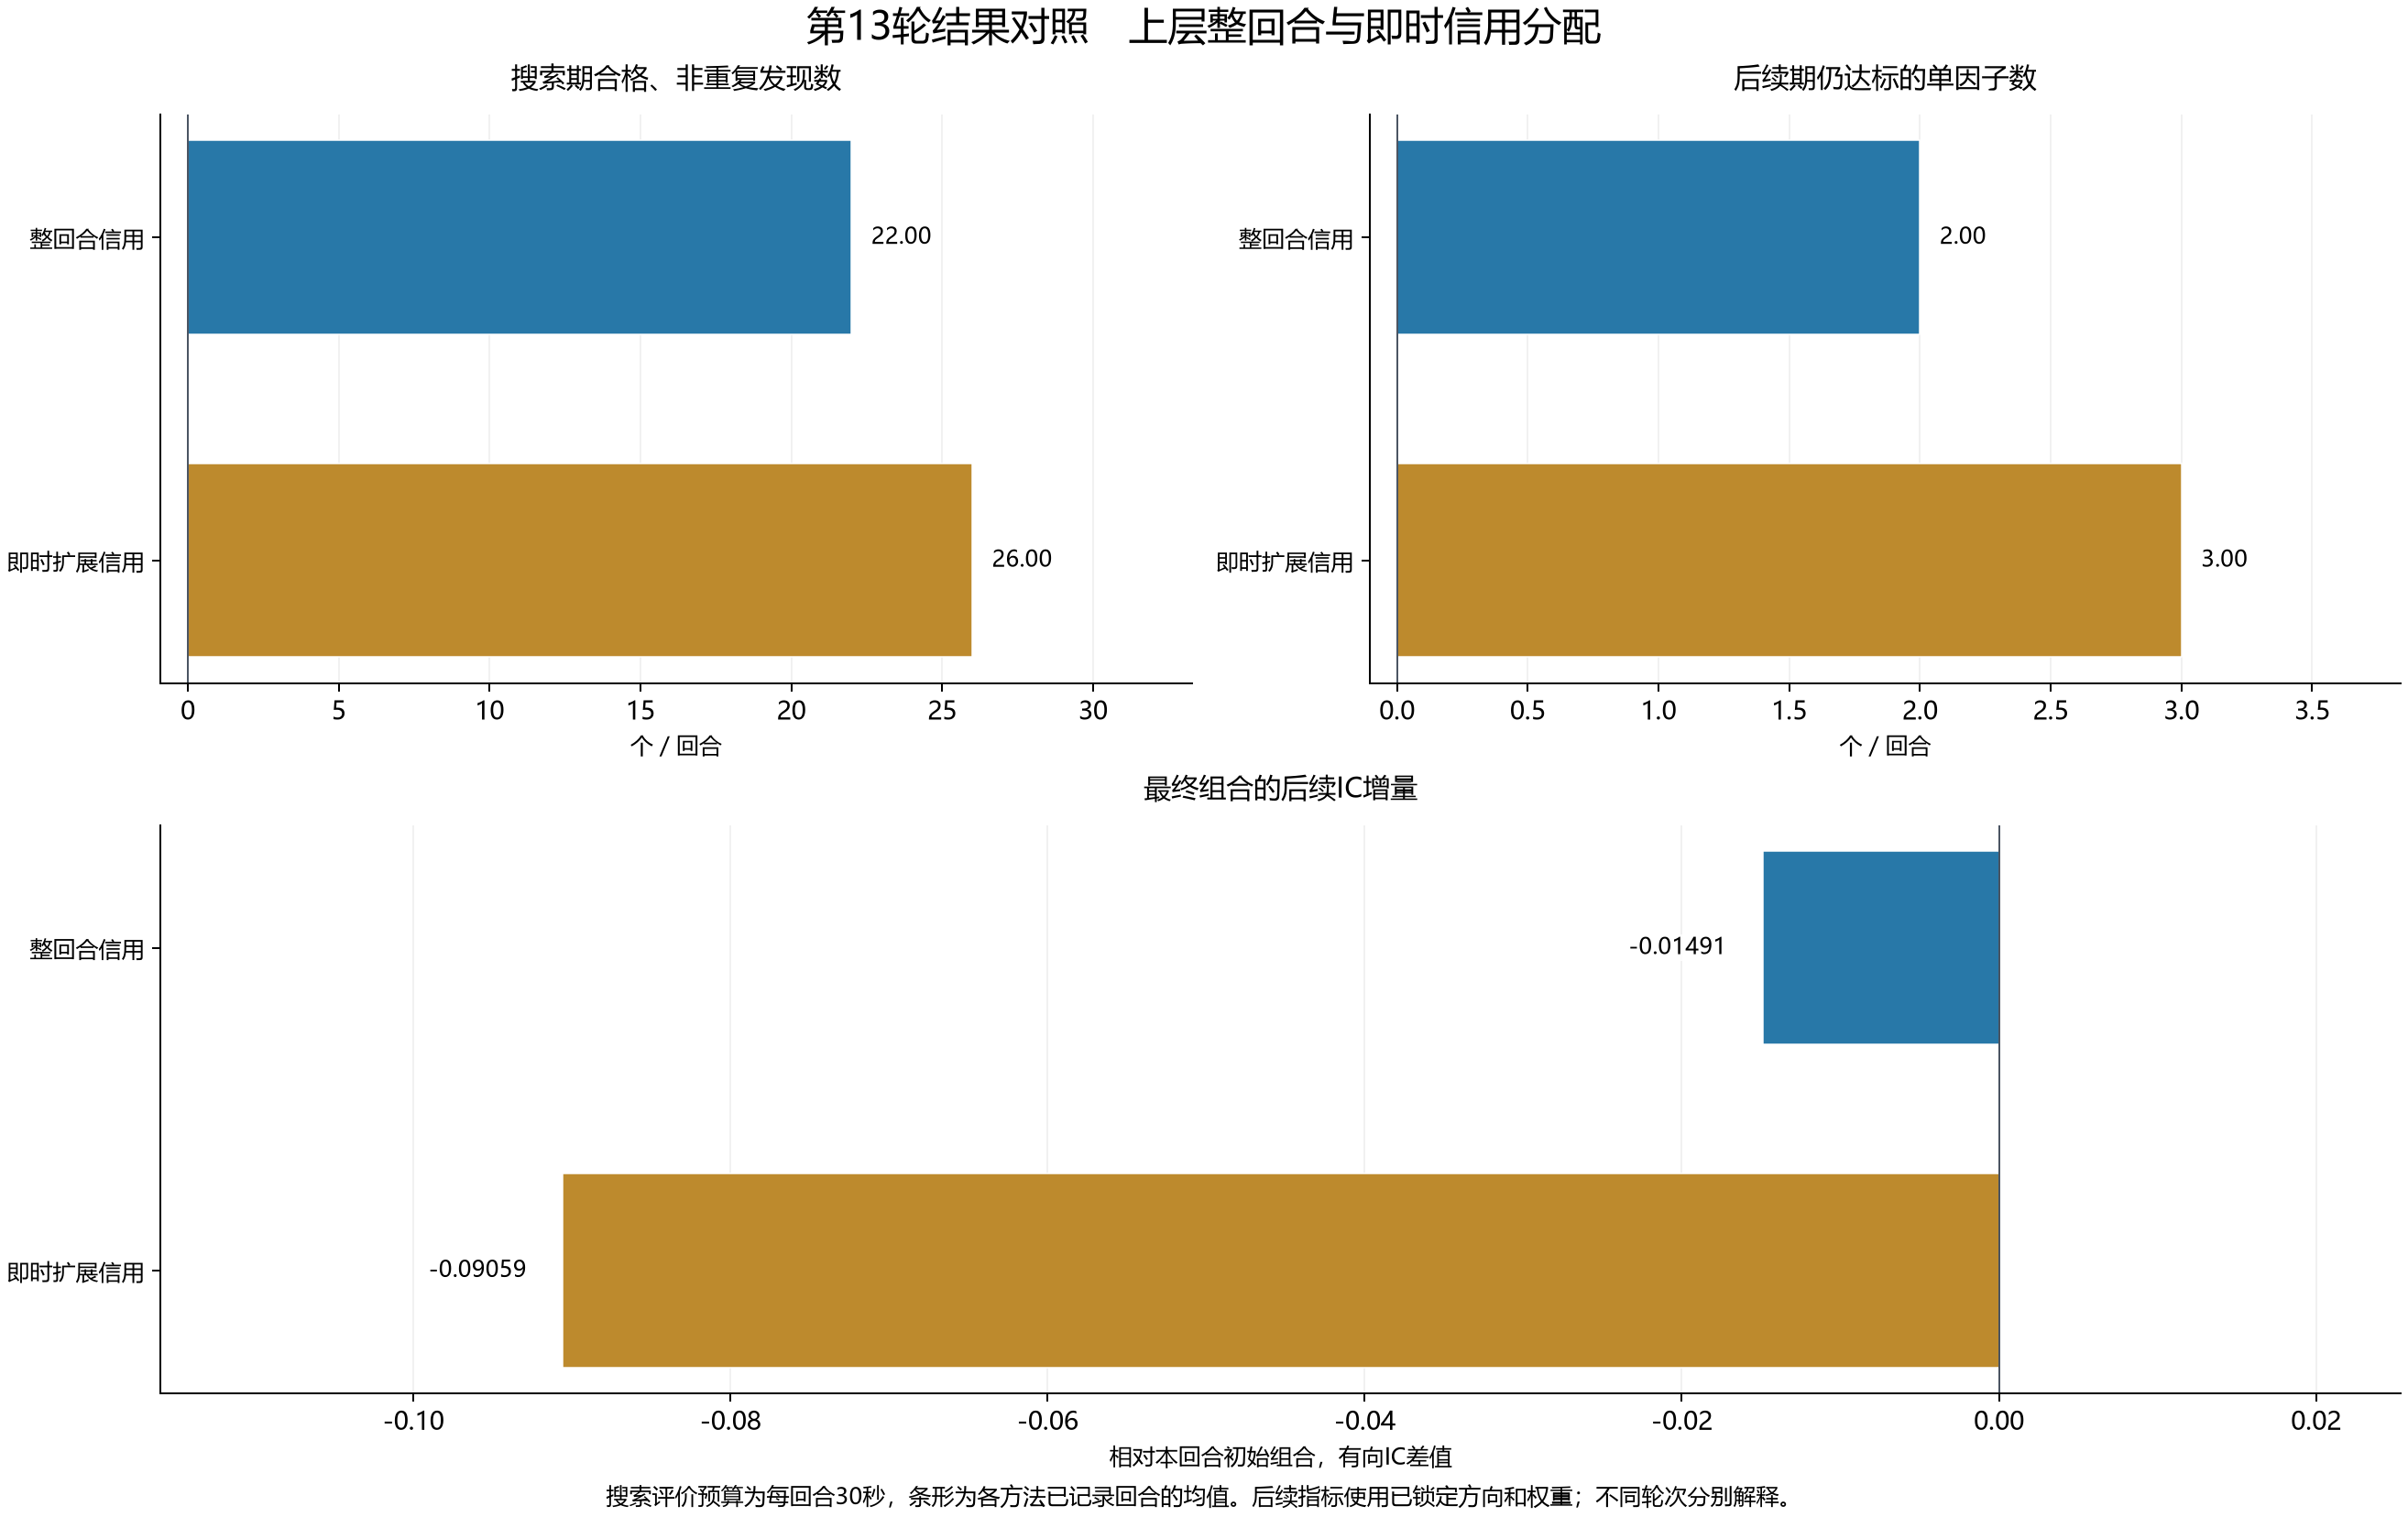 第13轮结果对照　上层整回合与即时信用分配
搜索期合格、非重复发现数
整回合信用
22.00
即时扩展信用
26.00
0 5 10 15 20 25 30
个 / 回合
后续期仍达标的单因子数
整回合信用
2.00
即时扩展信用
3.00
0.0 0.5 1.0 1.5 2.0 2.5 3.0 3.5
个 / 回合
最终组合的后续IC增量
整回合信用
-0.01491
即时扩展信用
-0.09059
-0.10 -0.08 -0.06 -0.04 -0.02 0.00 0.02
相对本回合初始组合，有向IC差值
搜索评价预算为每回合30秒，条形为各方法已记录回合的均值。后续指标使用已锁定方向和权重；不同轮次分别解释。